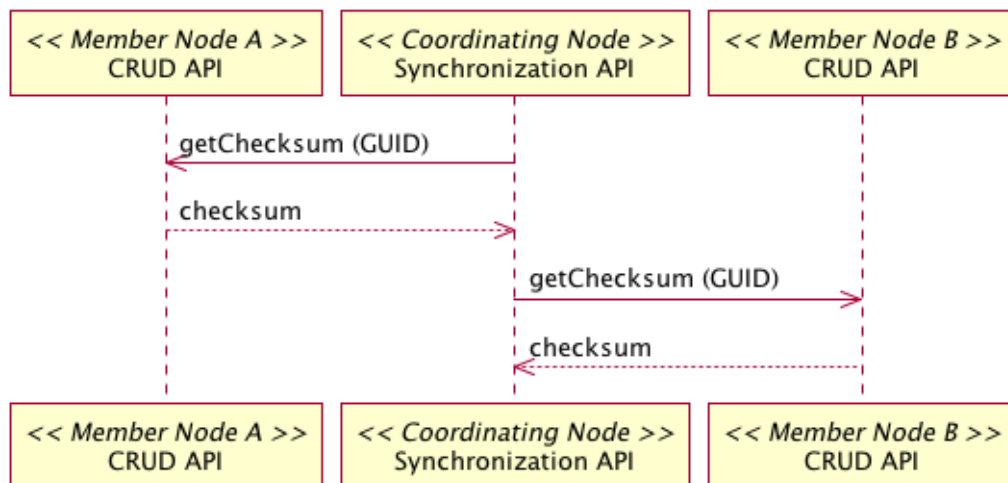 << Member Node A >>
CRUD API
<< Coordinating Node >>
Synchronization API
<< Member Node B >>
CRUD API
getChecksum (GUID)
checksum
getChecksum (GUID)
checksum
<< Member Node A >>
CRUD API
<< Coordinating Node >>
Synchronization API
<< Member Node B >>
CRUD API